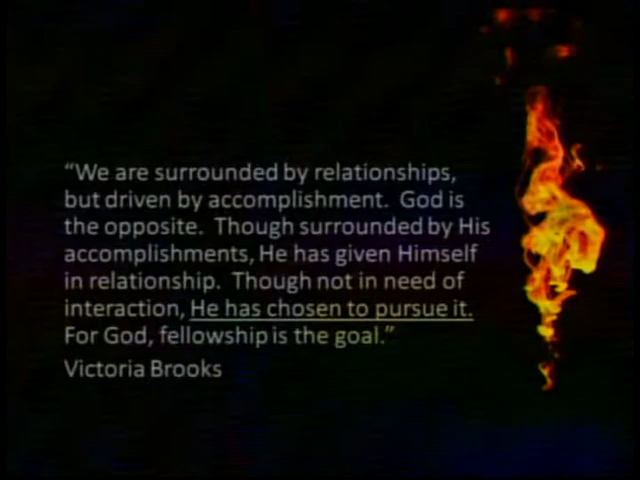 “We are surrounded by relationships,
but driven by accomplishment. God is
the opposite. Though surrounded by His
accomplishments, He has given Himself
in relationship. Though not in need of
interaction, He has chosen to pursue it.
For God, fellowship is the goal.”
Victoria Brooks